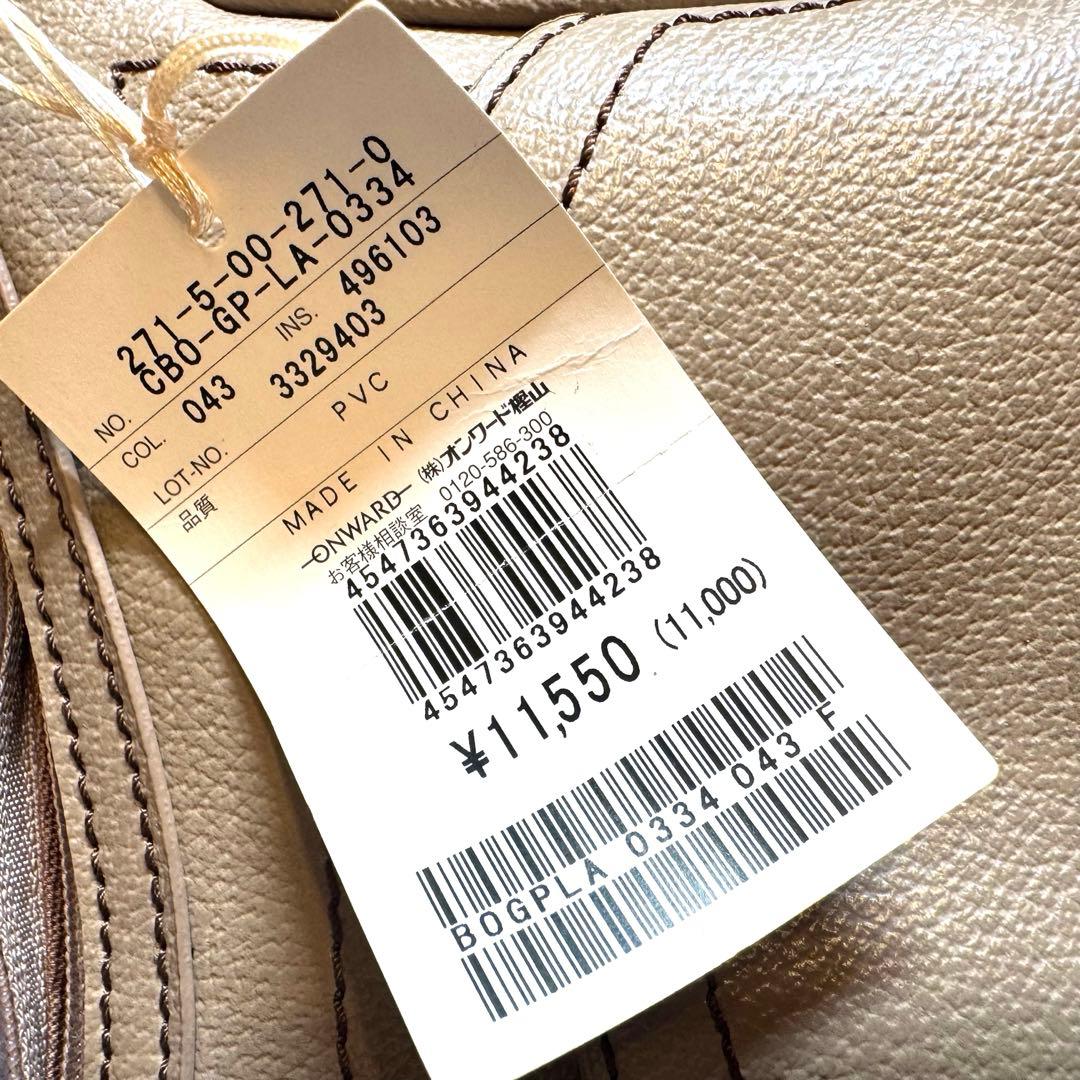 NO. 271-5-00-271-0
CBO-GP-LA-0334
COL. 043 INS. 496103
LOT-NO. 3329403
品質 PVC
MADE IN CHINA
ONWARD (株)オンワード樫山
お客様相談室 0120-586-300
4547363944238
4547363944238
¥11,550 (11,000)
B0GPLA 0334 043 F